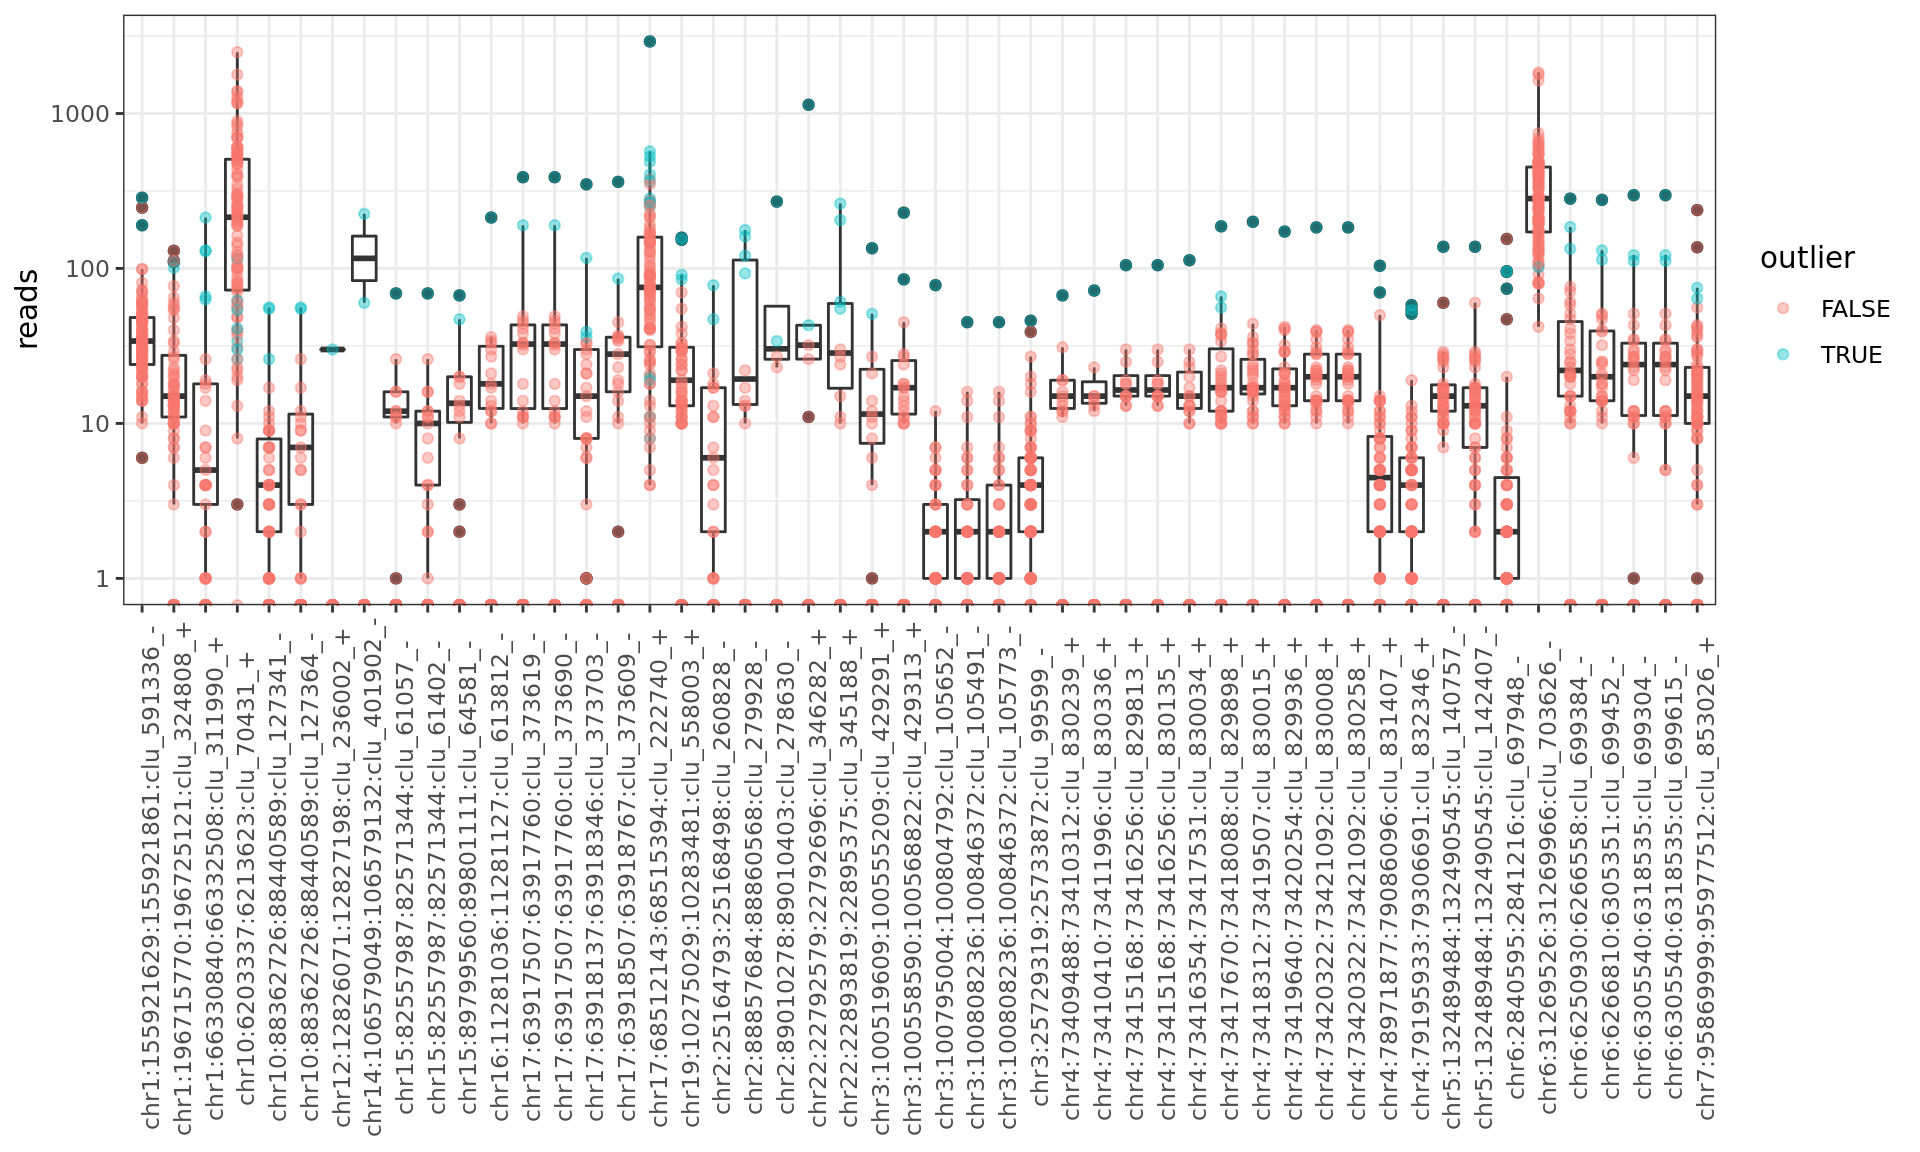 reads
1000
100
10
1
chr1:155921629:155921861:clu_591336_-
chr1:196715770:196725121:clu_324808_+
chr1:66330840:66332508:clu_311990_+
chr10:6203337:6213623:clu_70431_+
chr10:88362726:88440589:clu_127341_-
chr10:88362726:88440589:clu_127364_-
chr12:12826071:12827198:clu_236002_+
chr14:106579049:106579132:clu_401902_-
chr15:82557987:82571344:clu_61057_-
chr15:82557987:82571344:clu_61402_-
chr15:89799560:89801111:clu_64581_-
chr16:11281036:11281127:clu_613812_-
chr17:63917507:63917760:clu_373619_-
chr17:63917507:63917760:clu_373690_-
chr17:63918137:63918346:clu_373703_-
chr17:63918507:63918767:clu_373609_-
chr17:68512143:68515394:clu_222740_+
chr19:10275029:10283481:clu_558003_+
chr2:25164793:25168498:clu_260828_-
chr2:88857684:88860568:clu_279928_-
chr2:89010278:89010403:clu_278630_-
chr22:22792579:22792696:clu_346282_+
chr22:22893819:22895375:clu_345188_+
chr3:100519609:100555209:clu_429291_+
chr3:100558590:100568822:clu_429313_+
chr3:100795004:100804792:clu_105652_-
chr3:100808236:100846372:clu_105491_-
chr3:100808236:100846372:clu_105773_-
chr3:25729319:25733872:clu_99599_-
chr4:73409488:73410312:clu_830239_+
chr4:73410410:73411996:clu_830336_+
chr4:73415168:73416256:clu_829813_+
chr4:73415168:73416256:clu_830135_+
chr4:73416354:73417531:clu_830034_+
chr4:73417670:73418088:clu_829898_+
chr4:73418312:73419507:clu_830015_+
chr4:73419640:73420254:clu_829936_+
chr4:73420322:73421092:clu_830008_+
chr4:73420322:73421092:clu_830258_+
chr4:78971877:79086096:clu_831407_+
chr4:79195933:79306691:clu_832346_+
chr5:132489484:132490545:clu_140757_-
chr5:132489484:132490545:clu_142407_-
chr6:2840595:2841216:clu_697948_-
chr6:31269526:31269966:clu_703626_-
chr6:6250930:6266558:clu_699384_-
chr6:6266810:6305351:clu_699452_-
chr6:6305540:6318535:clu_699304_-
chr6:6305540:6318535:clu_699615_-
chr7:95869999:95977512:clu_853026_+
outlier
FALSE
TRUE